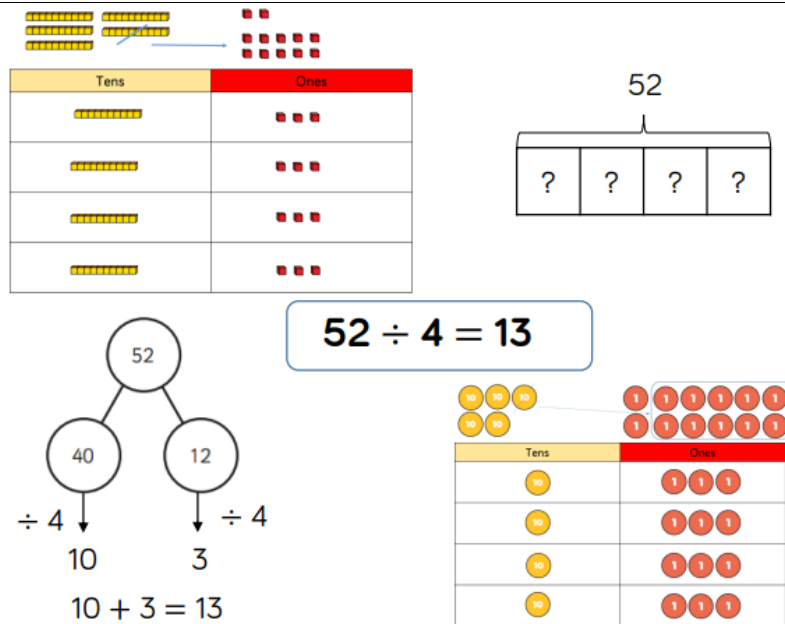 Tens Ones
52
? ? ? ?
52 ÷ 4 = 13
52
40 12
÷ 4 ÷ 4
10 3
10 + 3 = 13
10 10 10 1 1 1 1 1 1
10 10 1 1 1 1 1 1
Tens Ones
10 1 1 1
10 1 1 1
10 1 1 1
10 1 1 1